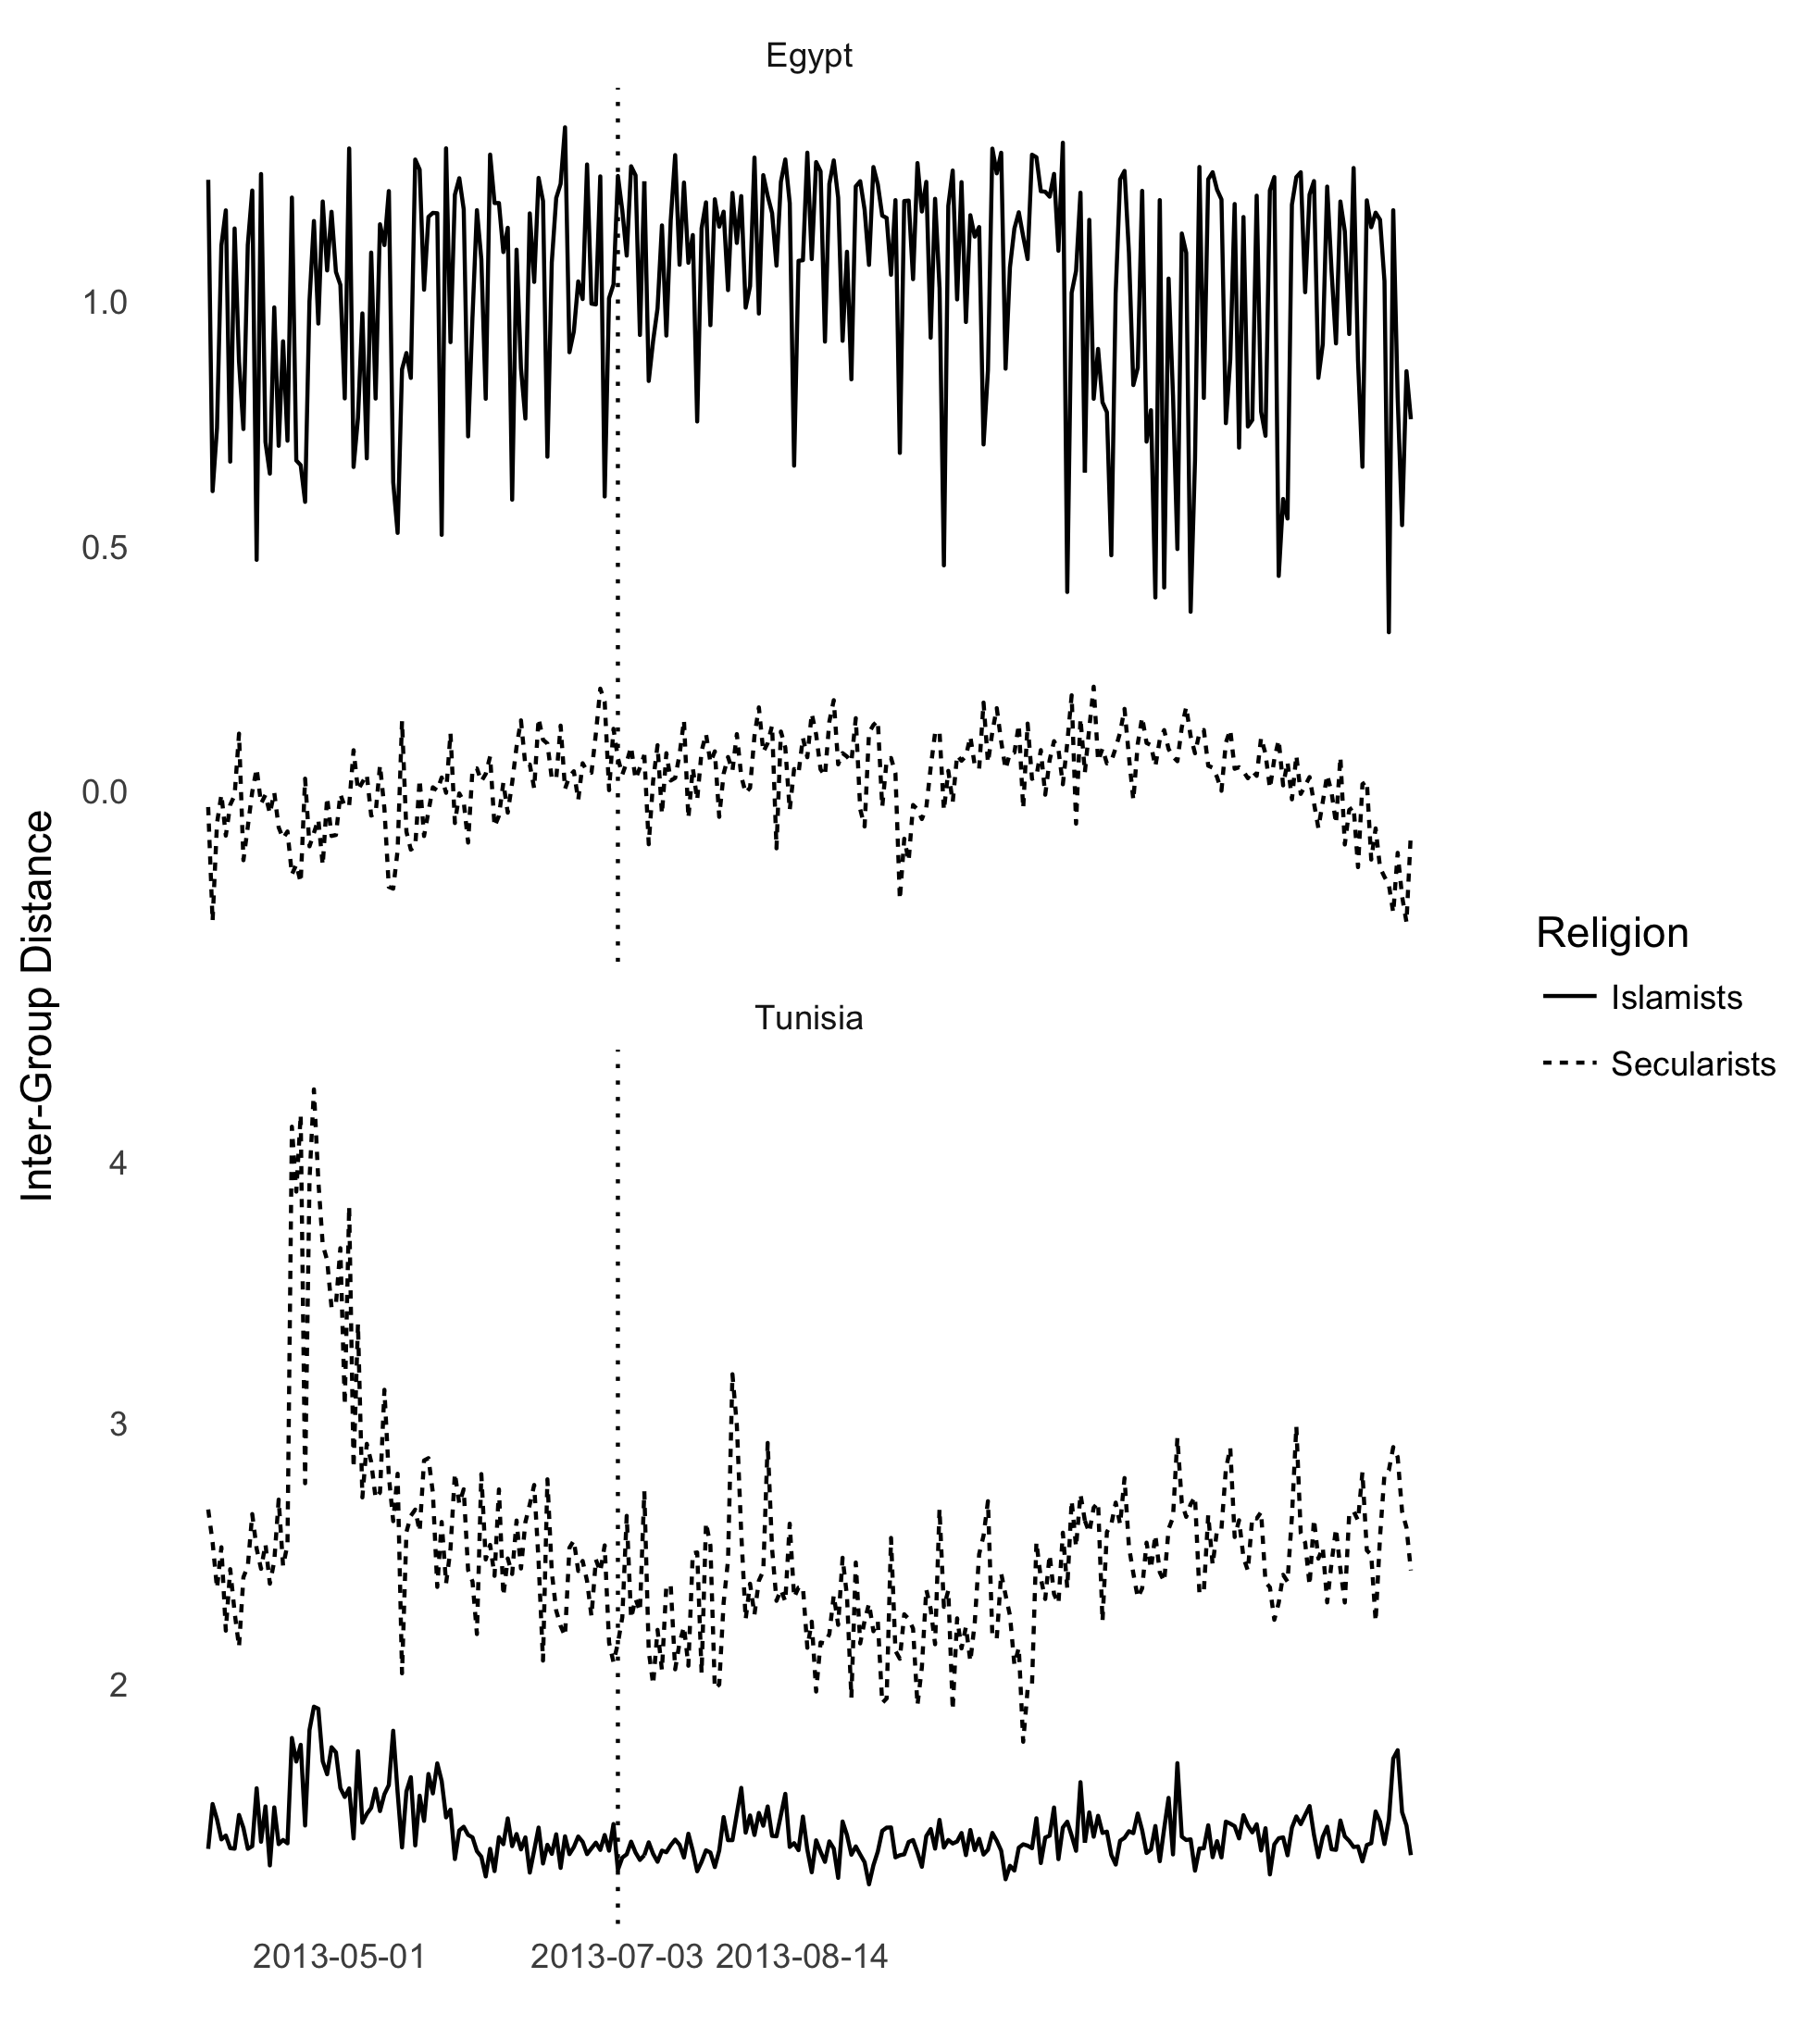 Egypt
1.0
0.5
0.0
Inter-Group Distance
Tunisia
4
3
2
2013-05-01
2013-07-03
2013-08-14
Religion
Islamists
Secularists